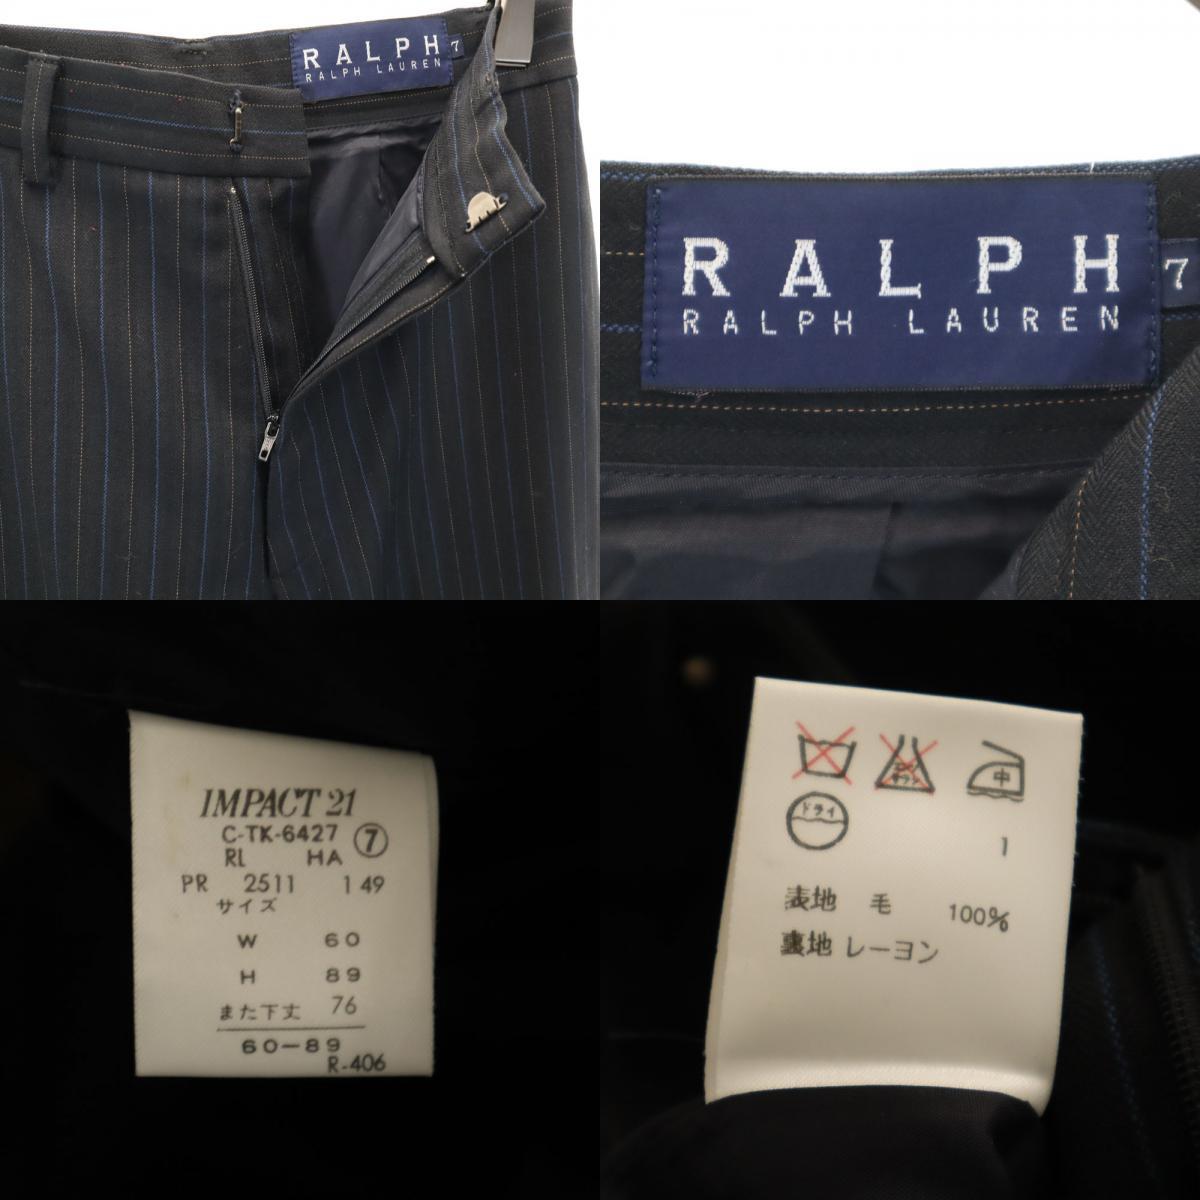 RALPH 7
RALPH LAUREN
RALPH 7
RALPH LAUREN
IMPACT 21
C-TK-6427 ⑦
RL HA
PR 2511 149
サイズ
W 60
H 89
また下丈 76
60-89
R-406
中
ドライ
1
表地 毛 100%
裏地 レーヨン